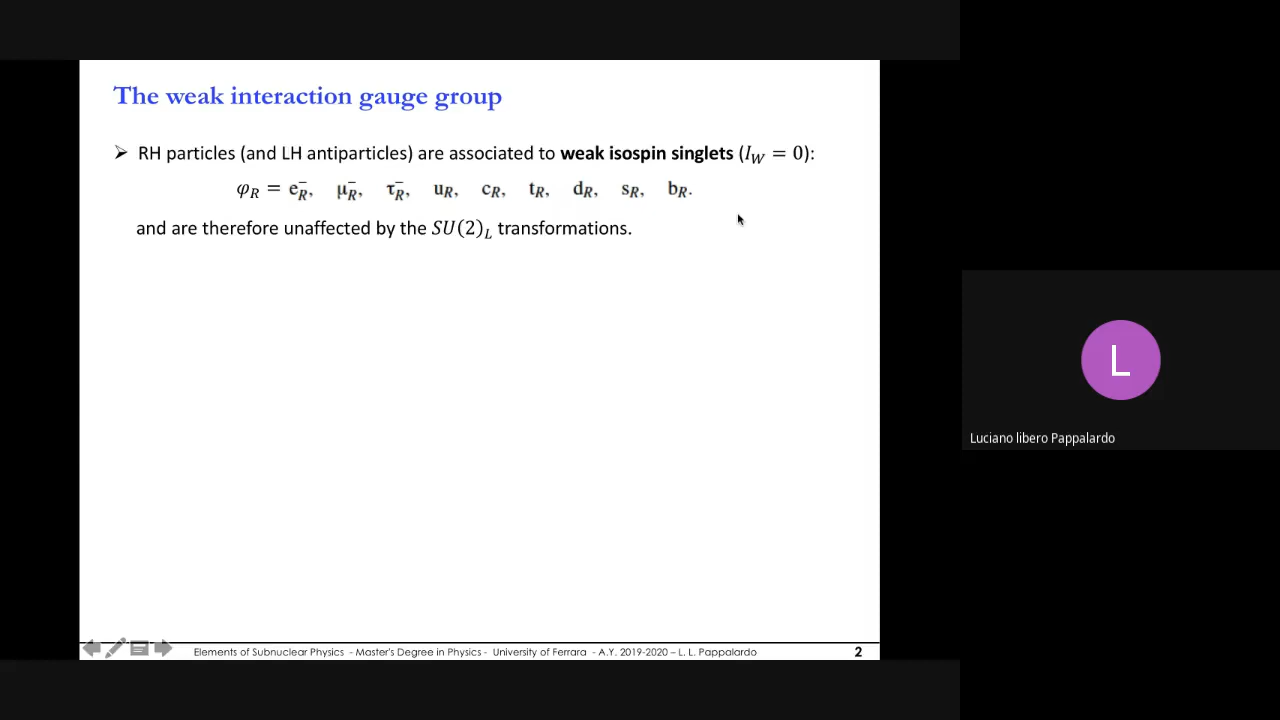 The weak interaction gauge group
➢ RH particles (and LH antiparticles) are associated to weak isospin singlets (I_W = 0):
φ_R = e⁻_R, μ⁻_R, τ⁻_R, u_R, c_R, t_R, d_R, s_R, b_R.
and are therefore unaffected by the SU(2)_L transformations.
L
Luciano libero Pappalardo
Elements of Subnuclear Physics - Master's Degree in Physics - University of Ferrara - A.Y. 2019-2020 – L. L. Pappalardo 2